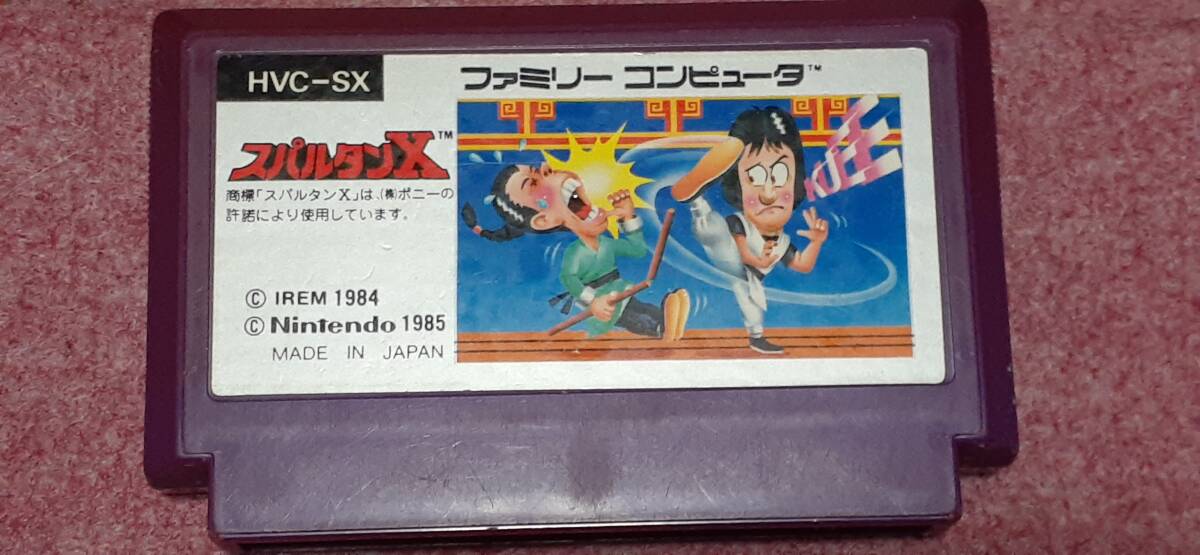 HVC-SX
ファミリー コンピュータ™
スパルタンX™
商標「スパルタンX」は、(株)ポニーの
許諾により使用しています。
© IREM 1984
© Nintendo 1985
MADE IN JAPAN